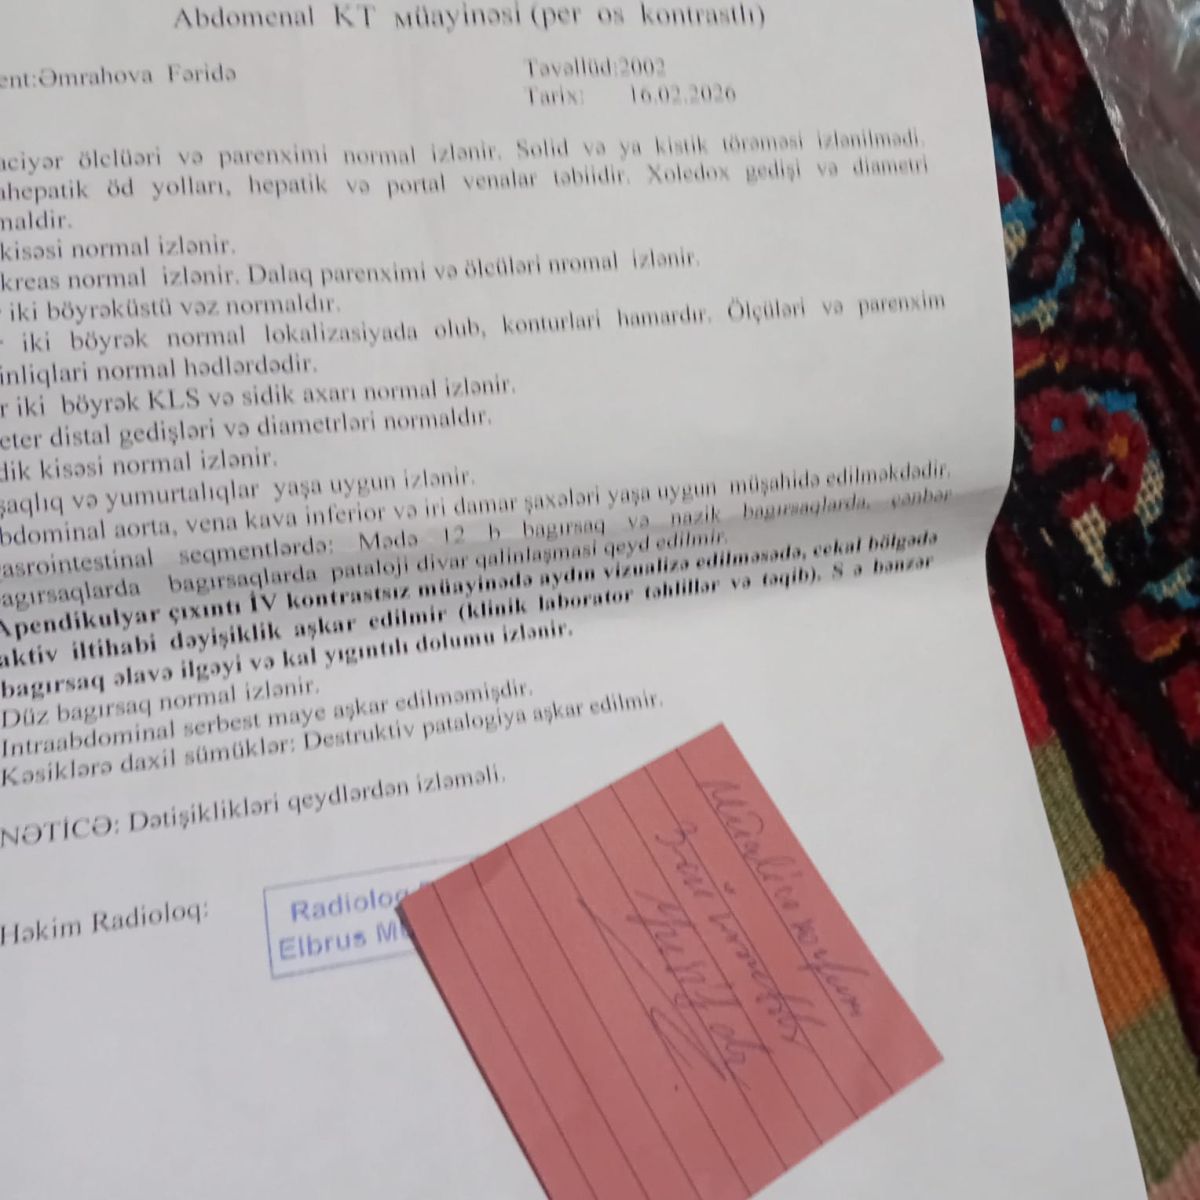 Abdomenal KT Müayinəsi (per os kontrastlı)
ent:Əmrahova Fəridə
Təvəllüd:2002
Tarix: 16.02.2026
aciyər ölclüəri və parenximi normal izlənir. Solid və ya kistik törəməsi izlənilmədi.
ahepatik öd yolları, hepatik və portal venalar təbiidir. Xoledox gedişi və diametri
maldir.
kisəsi normal izlənir.
kreas normal izlənir. Dalaq parenximi və ölcüləri nromal izlənir.
iki böyrəküstü vəz normaldır.
iki böyrək normal lokalizasiyada olub, konturlari hamardır. Ölçüləri və parenxim
inliqlari normal hədlərdədir.
r iki böyrək KLS və sidik axarı normal izlənir.
eter distal gedişləri və diametrləri normaldır.
dik kisəsi normal izlənir.
şaqlıq və yumurtalıqlar yaşa uygun izlənir.
bdominal aorta, vena kava inferior və iri damar şaxələri yaşa uygun müşahidə edilməkdədir.
asrointestinal seqmentlərdə: Mədə 12 b bagırsaq və nazik bagırsaqlarda, çənbər
agırsaqlarda bagırsaqlarda pataloji divar qalinlaşmasi qeyd edilmir.
Apendikulyar çıxıntı İV kontrastsız müayinədə aydın vizualizə edilməsədə, cekal bölgədə
aktiv iltihabi dəyişiklik aşkar edilmir (klinik laborator təhlillər və təqib). S ə bənzər
bagırsaq əlavə ilgəyi və kal yıgıntılı dolumu izlənir.
Düz bagırsaq normal izlənir.
Intraabdominal serbest maye aşkar edilməmişdir.
Kəsiklərə daxil sümüklər: Destruktiv patalogiya aşkar edilmir.
NƏTİCƏ: Dətişiklikləri qeydlərdən izləməli.
Həkim Radioloq:
Radiolog
Elbrus M